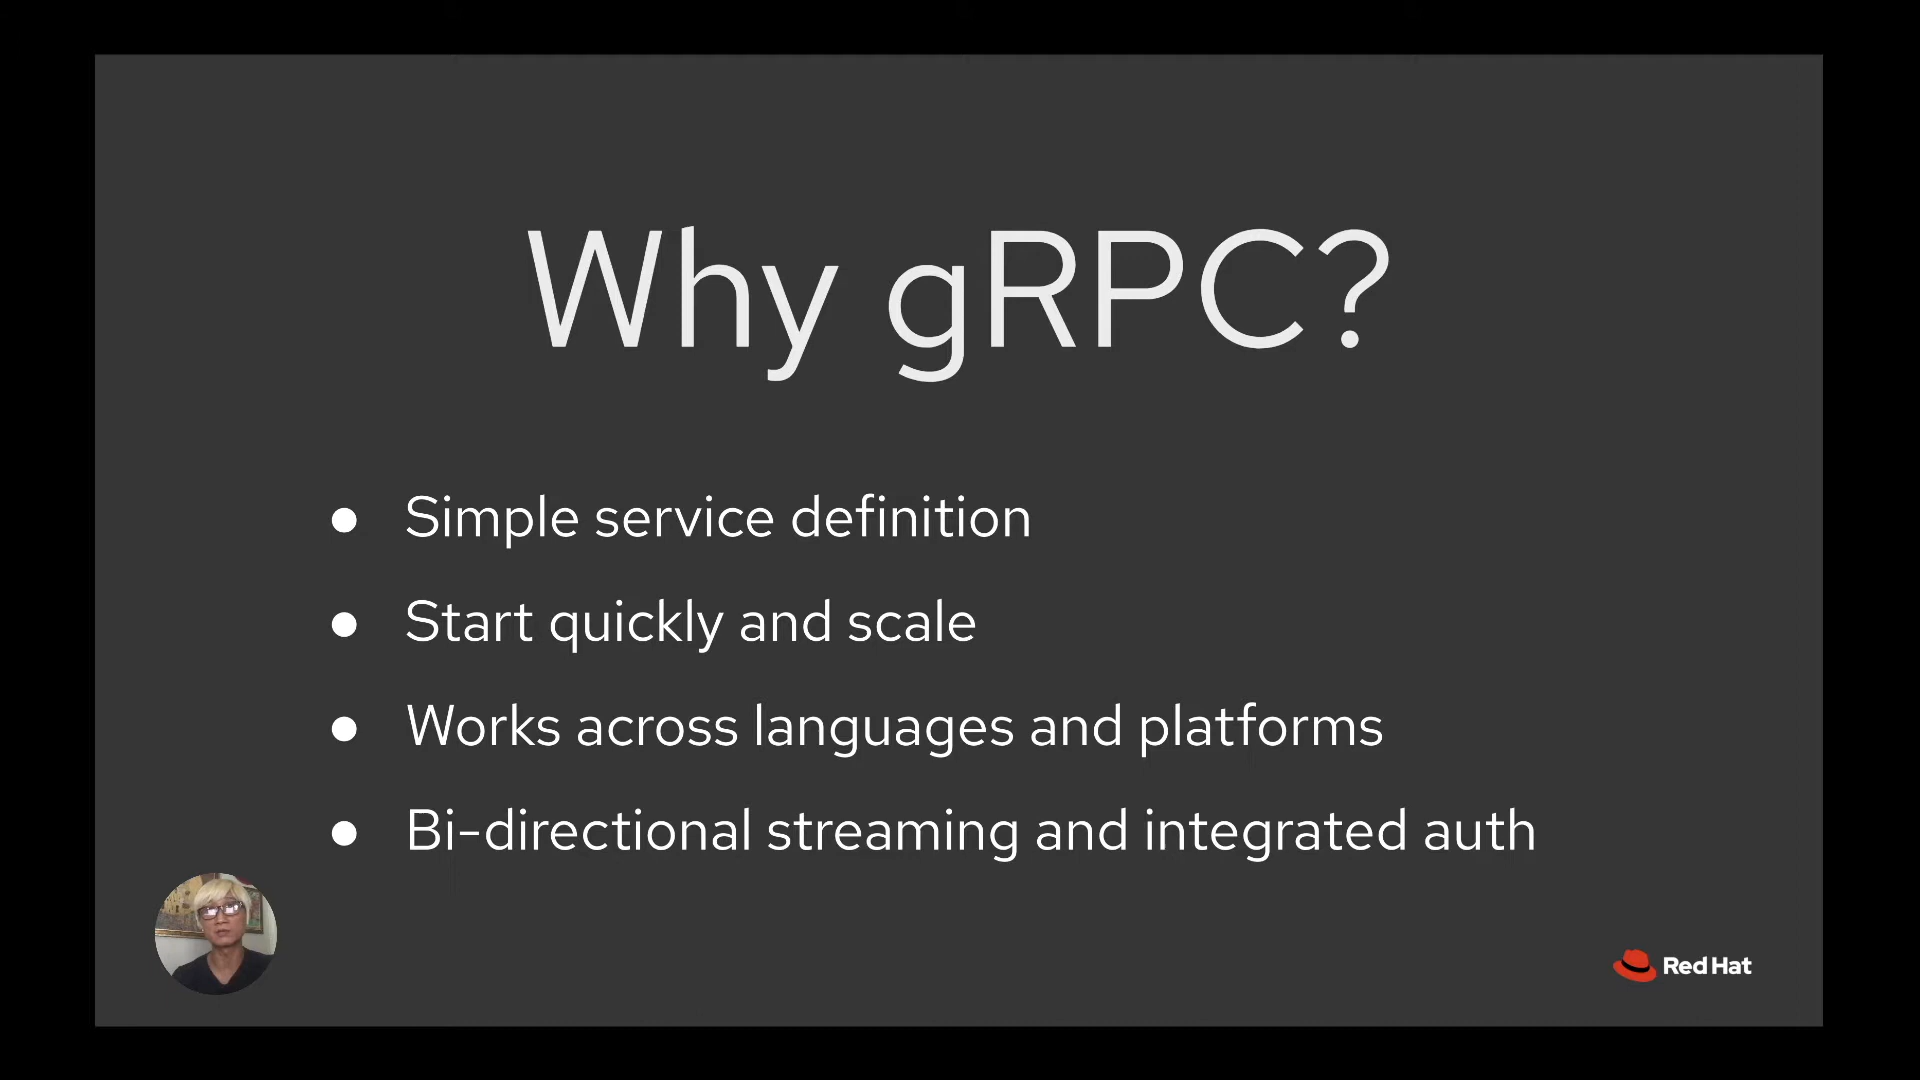 Why gRPC?
● Simple service definition
● Start quickly and scale
● Works across languages and platforms
● Bi-directional streaming and integrated auth
Red Hat